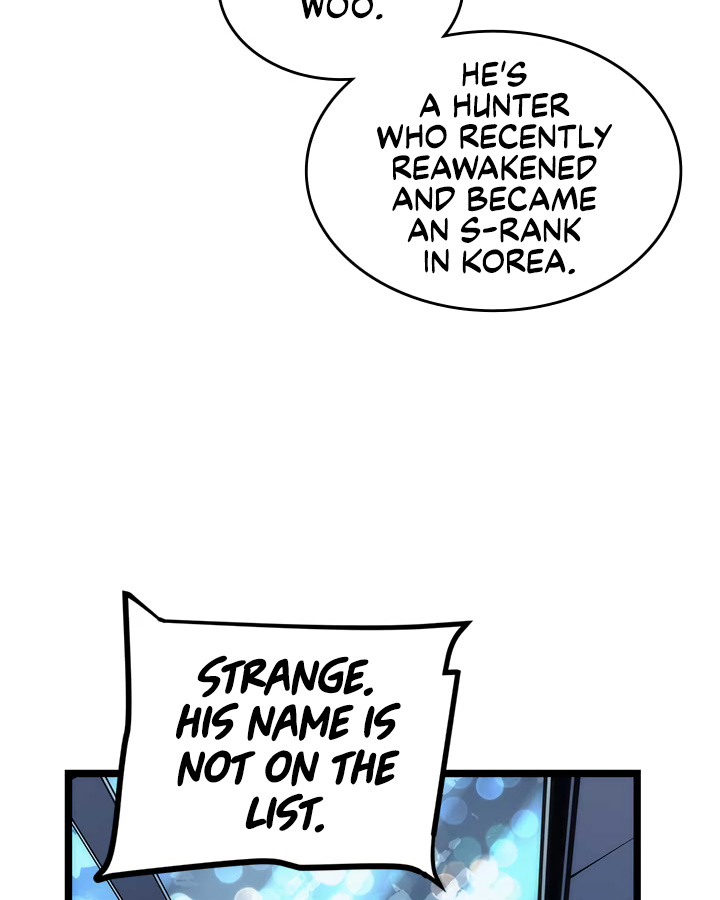 WOO.
HE'S
A HUNTER
WHO RECENTLY
REAWAKENED
AND BECAME
AN S-RANK
IN KOREA.
STRANGE.
HIS NAME IS
NOT ON THE
LIST.